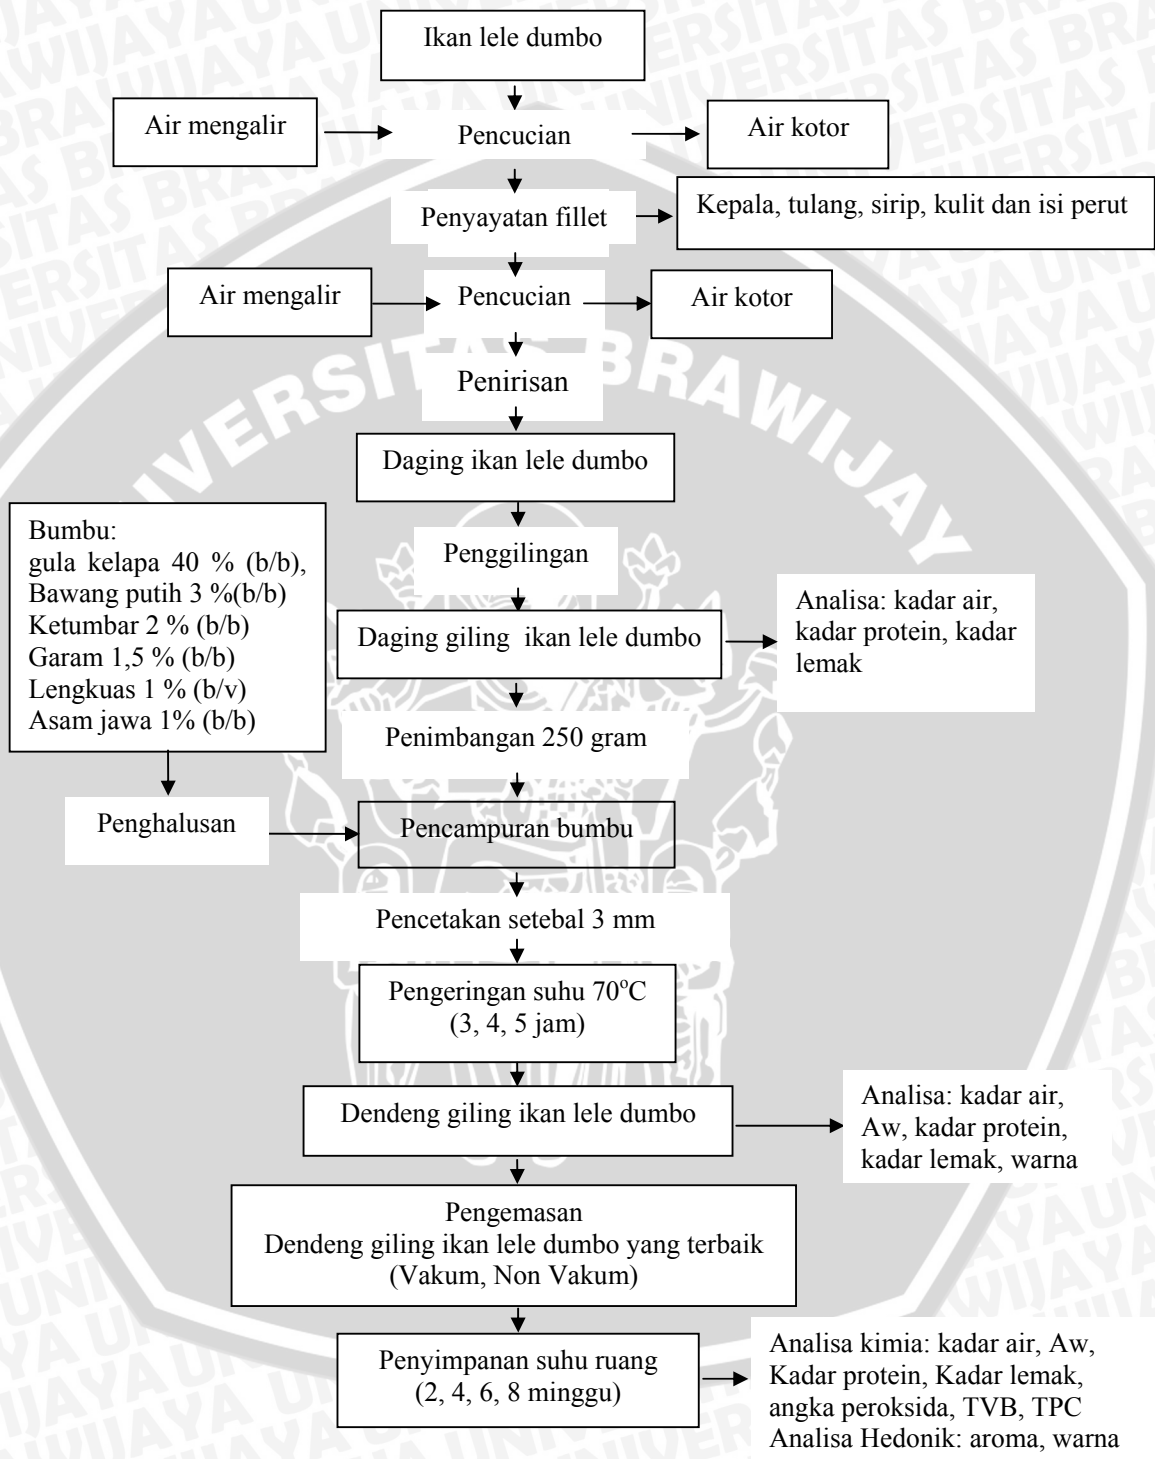 Ikan lele dumbo
Air mengalir
Pencucian
Air kotor
Penyayatan fillet
Kepala, tulang, sirip, kulit dan isi perut
Air mengalir
Pencucian
Air kotor
Penirisan
UNIVERSITAS BRAWIJAYA
Daging ikan lele dumbo
Bumbu:
gula kelapa 40 % (b/b),
Bawang putih 3 %(b/b)
Ketumbar 2 % (b/b)
Garam 1,5 % (b/b)
Lengkuas 1 % (b/v)
Asam jawa 1% (b/b)
Penggilingan
Daging giling  ikan lele dumbo
Analisa: kadar air,
kadar protein, kadar
lemak
Penimbangan 250 gram
Penghalusan
Pencampuran bumbu
Pencetakan setebal 3 mm
Pengeringan suhu 70°C
(3, 4, 5 jam)
Dendeng giling ikan lele dumbo
Analisa: kadar air,
Aw, kadar protein,
kadar lemak, warna
Pengemasan
Dendeng giling ikan lele dumbo yang terbaik
(Vakum, Non Vakum)
Penyimpanan suhu ruang
(2, 4, 6, 8 minggu)
Analisa kimia: kadar air, Aw,
Kadar protein, Kadar lemak,
angka peroksida, TVB, TPC
Analisa Hedonik: aroma, warna